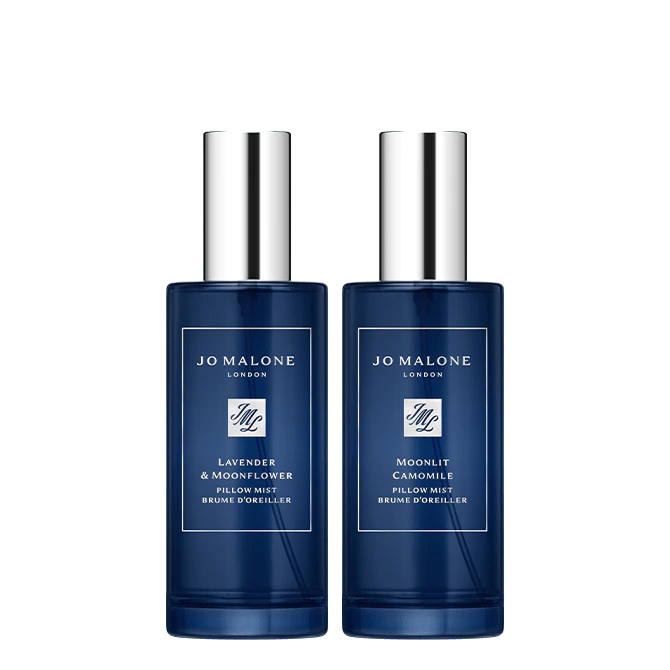 JO MALONE
LONDON
JML
LAVENDER
& MOONFLOWER
PILLOW MIST
BRUME D'OREILLER
JO MALONE
LONDON
JML
MOONLIT
CAMOMILE
PILLOW MIST
BRUME D'OREILLER